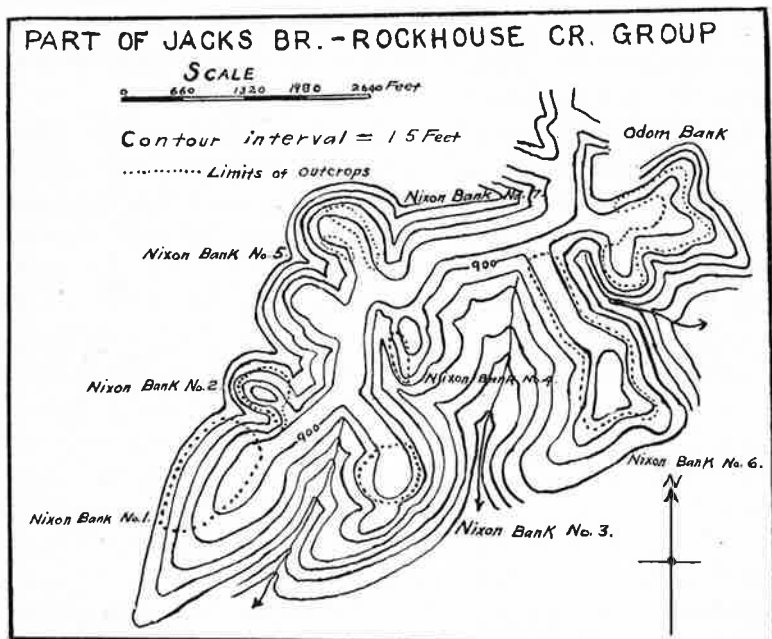 PART OF JACKS BR.-ROCKHOUSE CR. GROUP
SCALE
0 660 1320 1980 2640 Feet
Contour interval = 15 Feet
Limits of outcrops
Odom Bank
Nixon Bank No. 7.
Nixon Bank No. 5
900
Nixon Bank No. 2.
Nixon Bank No. 4.
900
Nixon Bank No. 6.
N
Nixon Bank No. 1.
Nixon Bank No. 3.